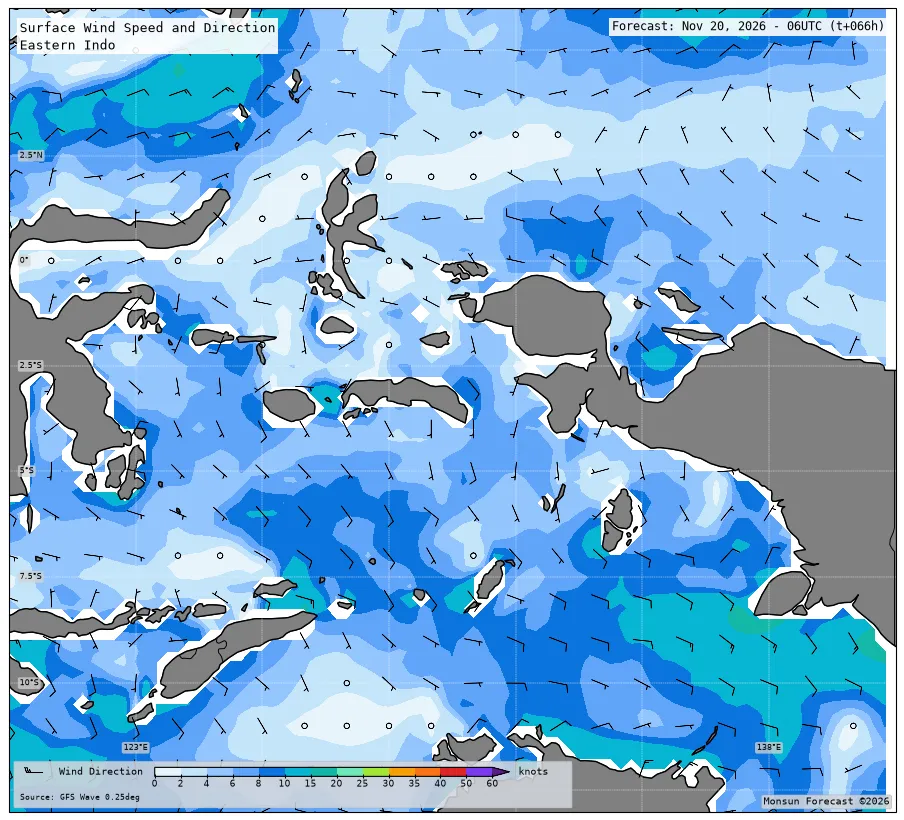 Surface Wind Speed and Direction
Eastern Indo
Forecast: Nov 20, 2026 - 06UTC (t+066h)
2.5°N
0°
2.5°S
5°S
7.5°S
10°S
123°E
138°E
Wind Direction
knots
0 2 4 6 8 10 15 20 25 30 35 40 50 60
Source: GFS Wave 0.25deg
Monsun Forecast ©2026